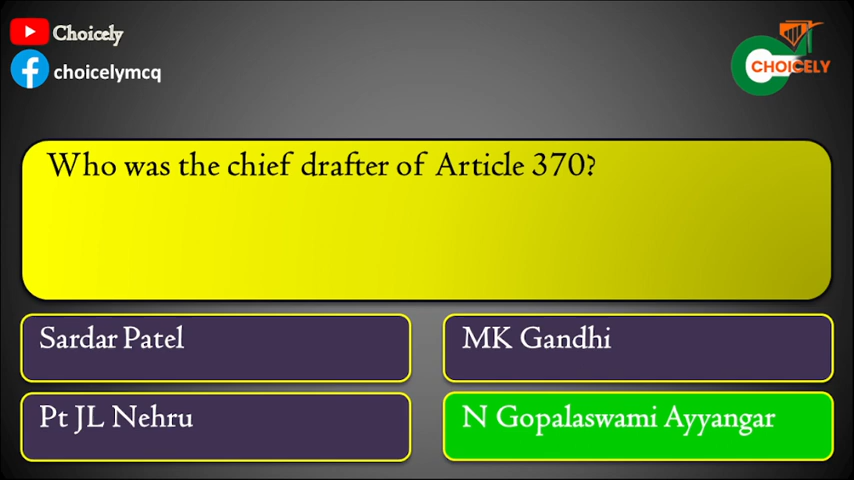 Choicely
choicelymcq
CHOICELY
Who was the chief drafter of Article 370?
Sardar Patel
MK Gandhi
Pt JL Nehru
N Gopalaswami Ayyangar